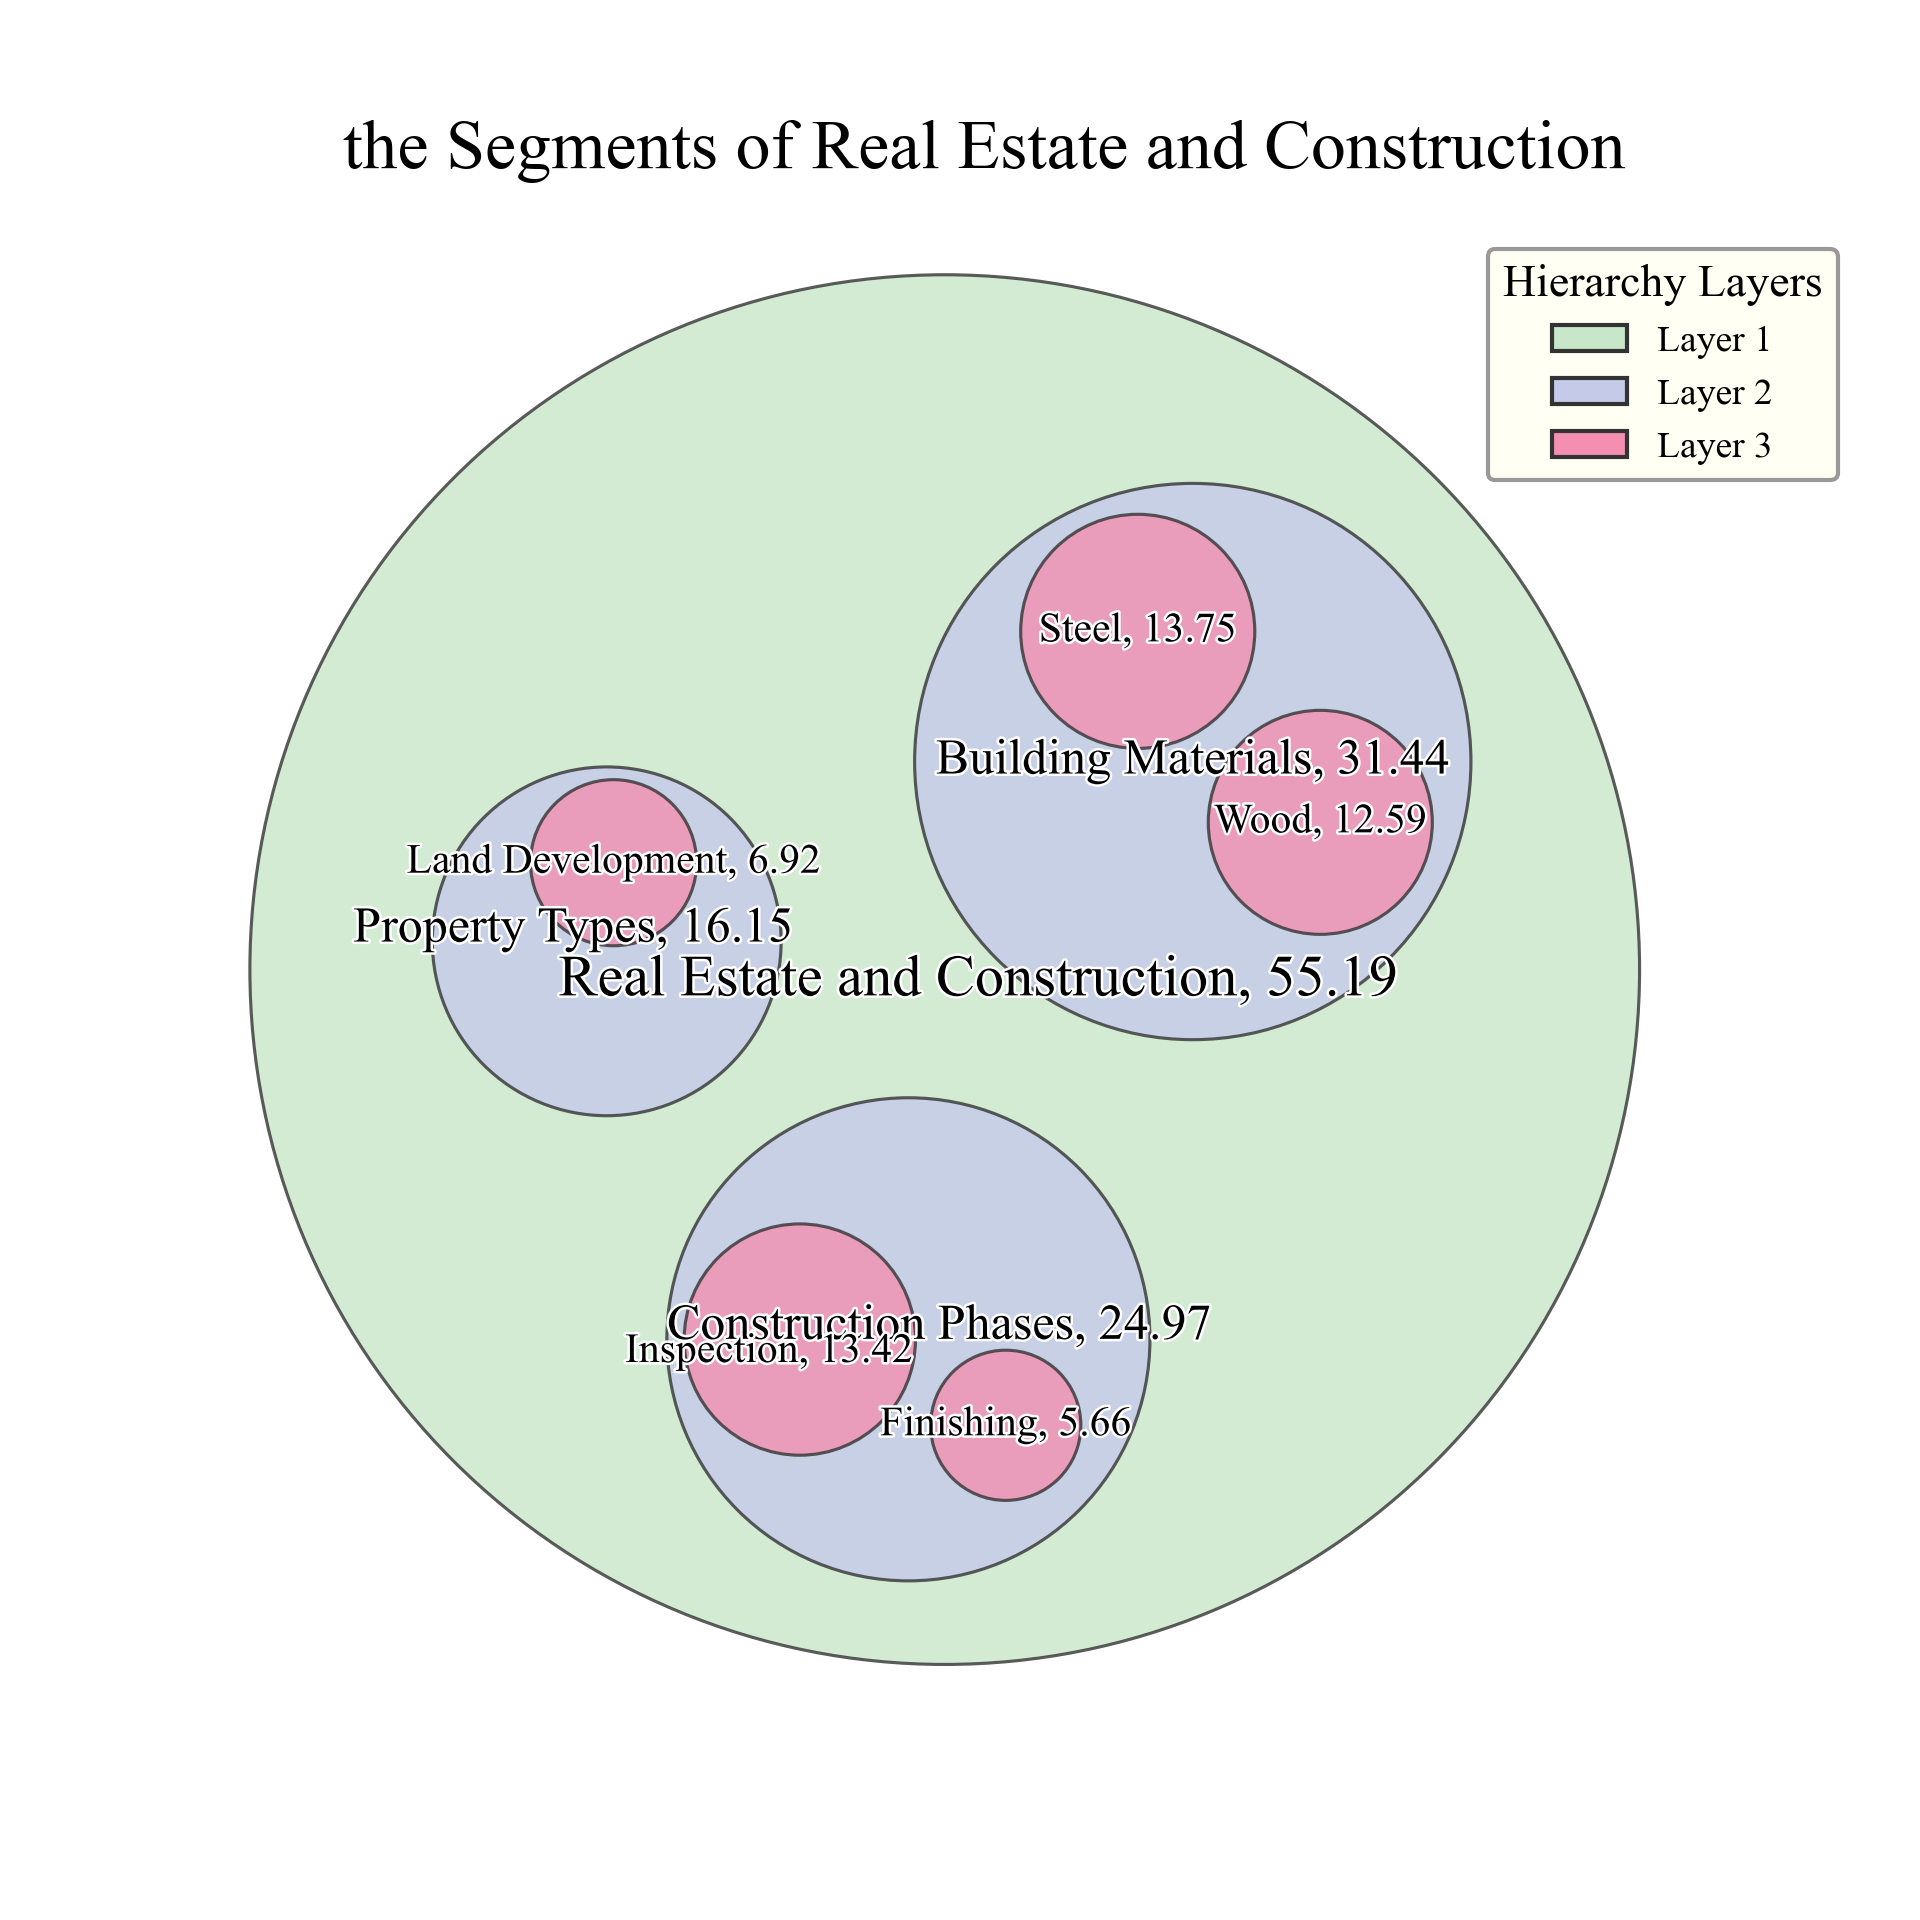 the Segments of Real Estate and Construction
Hierarchy Layers
Layer 1
Layer 2
Layer 3
Steel, 13.75
Building Materials, 31.44
Wood, 12.59
Land Development, 6.92
Property Types, 16.15
Real Estate and Construction, 55.19
Construction Phases, 24.97
Inspection, 13.42
Finishing, 5.66